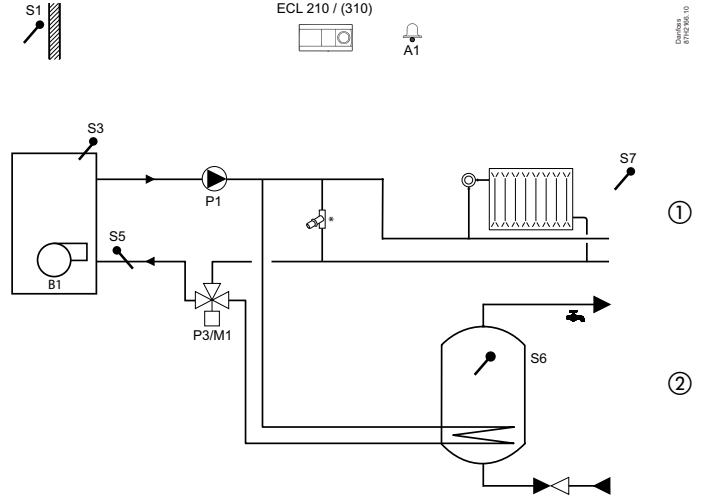 S1
ECL 210 / (310)
A1
Danfoss
87H2166.10
S3
P1
S7
*
①
S5
B1
P3/M1
S6
②